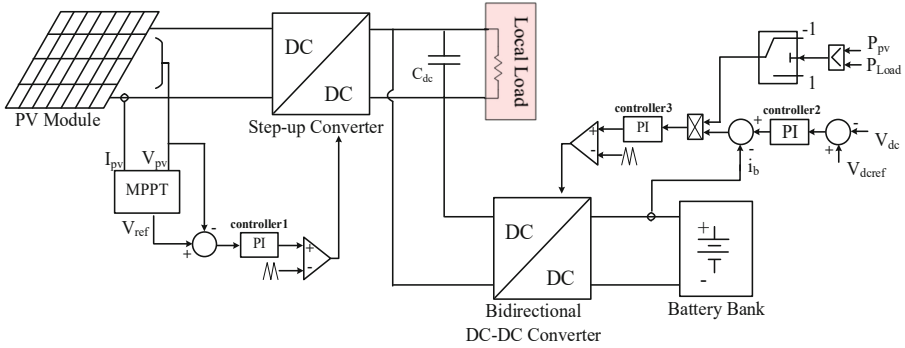 PV Module
DC
DC
Step-up Converter
C_dc
Local Load
-1
1
P_pv
P_Load
controller3
PI
controller2
PI
+
-
+
-
-
+
V_dc
V_dcref
i_b
I_pv
V_pv
MPPT
V_ref
-
+
controller1
PI
+
-
DC
DC
Bidirectional
DC-DC Converter
+
-
Battery Bank